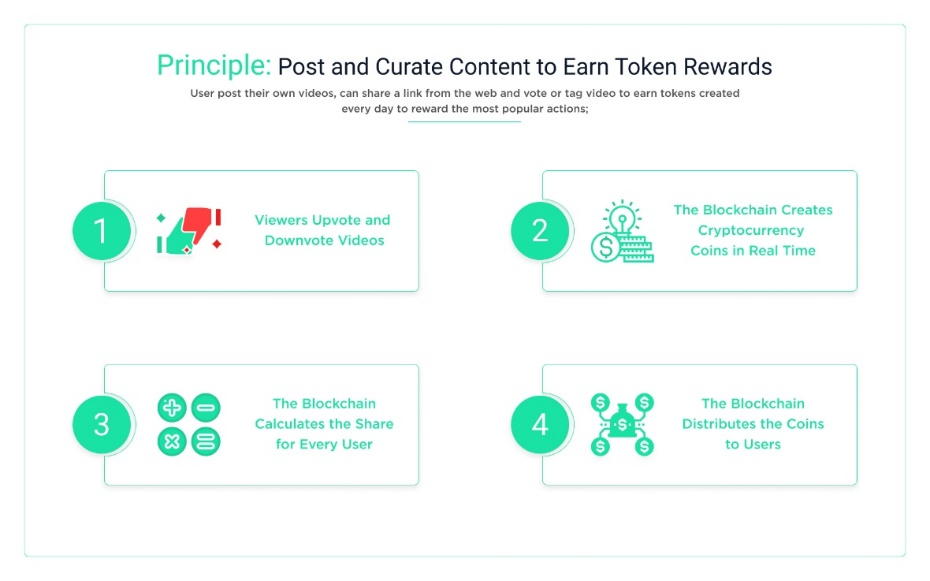 Principle: Post and Curate Content to Earn Token Rewards
User post their own videos, can share a link from the web and vote or tag video to earn tokens created
every day to reward the most popular actions;
1
Viewers Upvote and
Downvote Videos
2
The Blockchain Creates
Cryptocurrency
Coins in Real Time
3
The Blockchain
Calculates the Share
for Every User
4
The Blockchain
Distributes the Coins
to Users